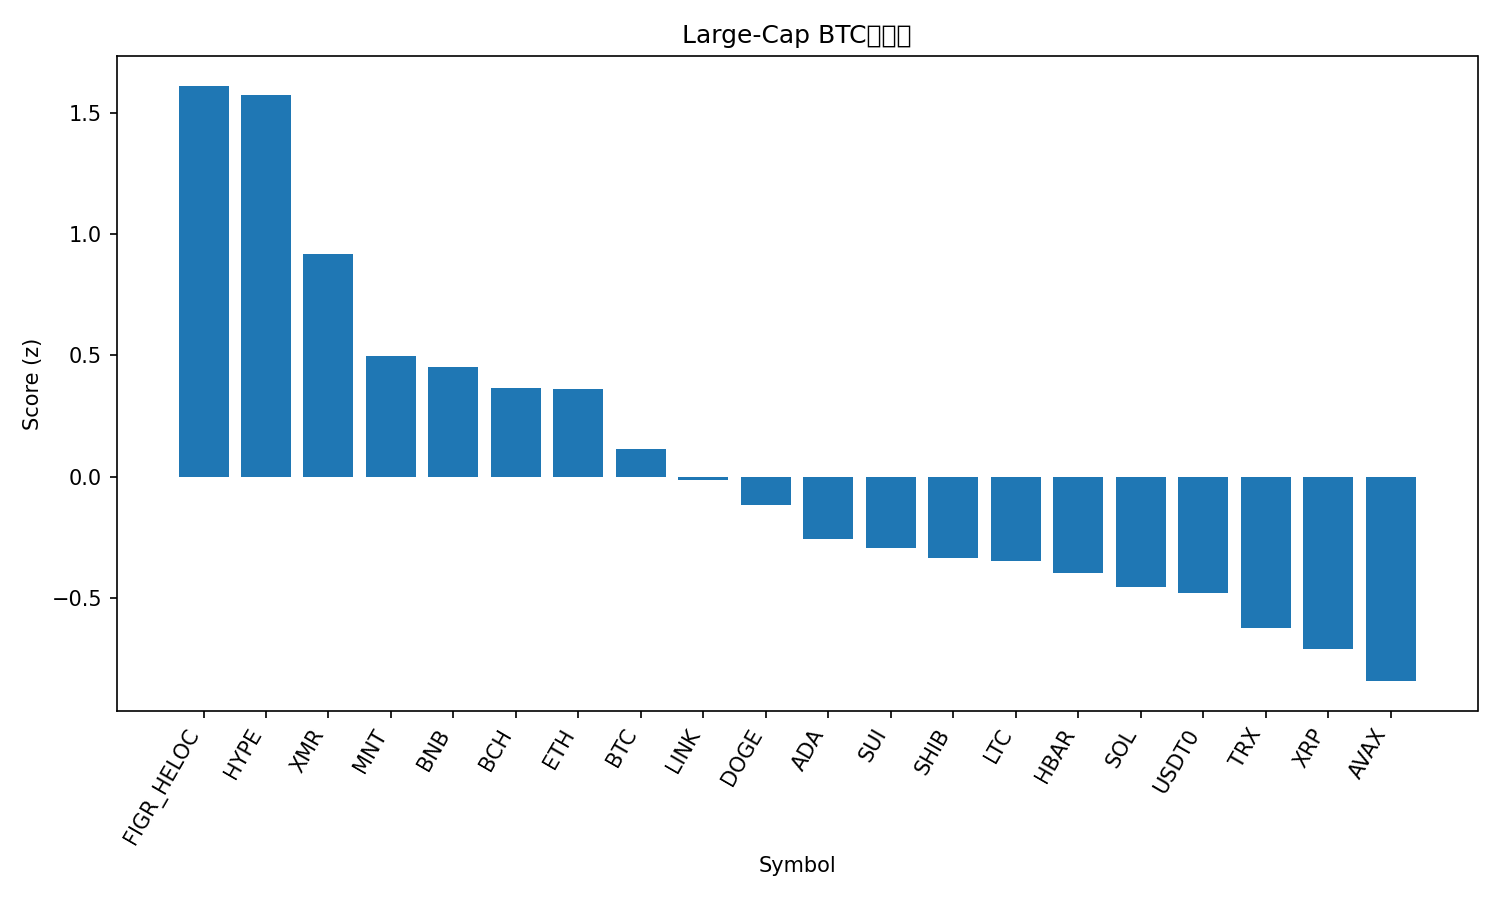 Large-Cap BTC
1.5
1.0
0.5
0.0
−0.5
Score (z)
FIGR_HELOC
HYPE
XMR
MNT
BNB
BCH
ETH
BTC
LINK
DOGE
ADA
SUI
SHIB
LTC
HBAR
SOL
USDT0
TRX
XRP
AVAX
Symbol